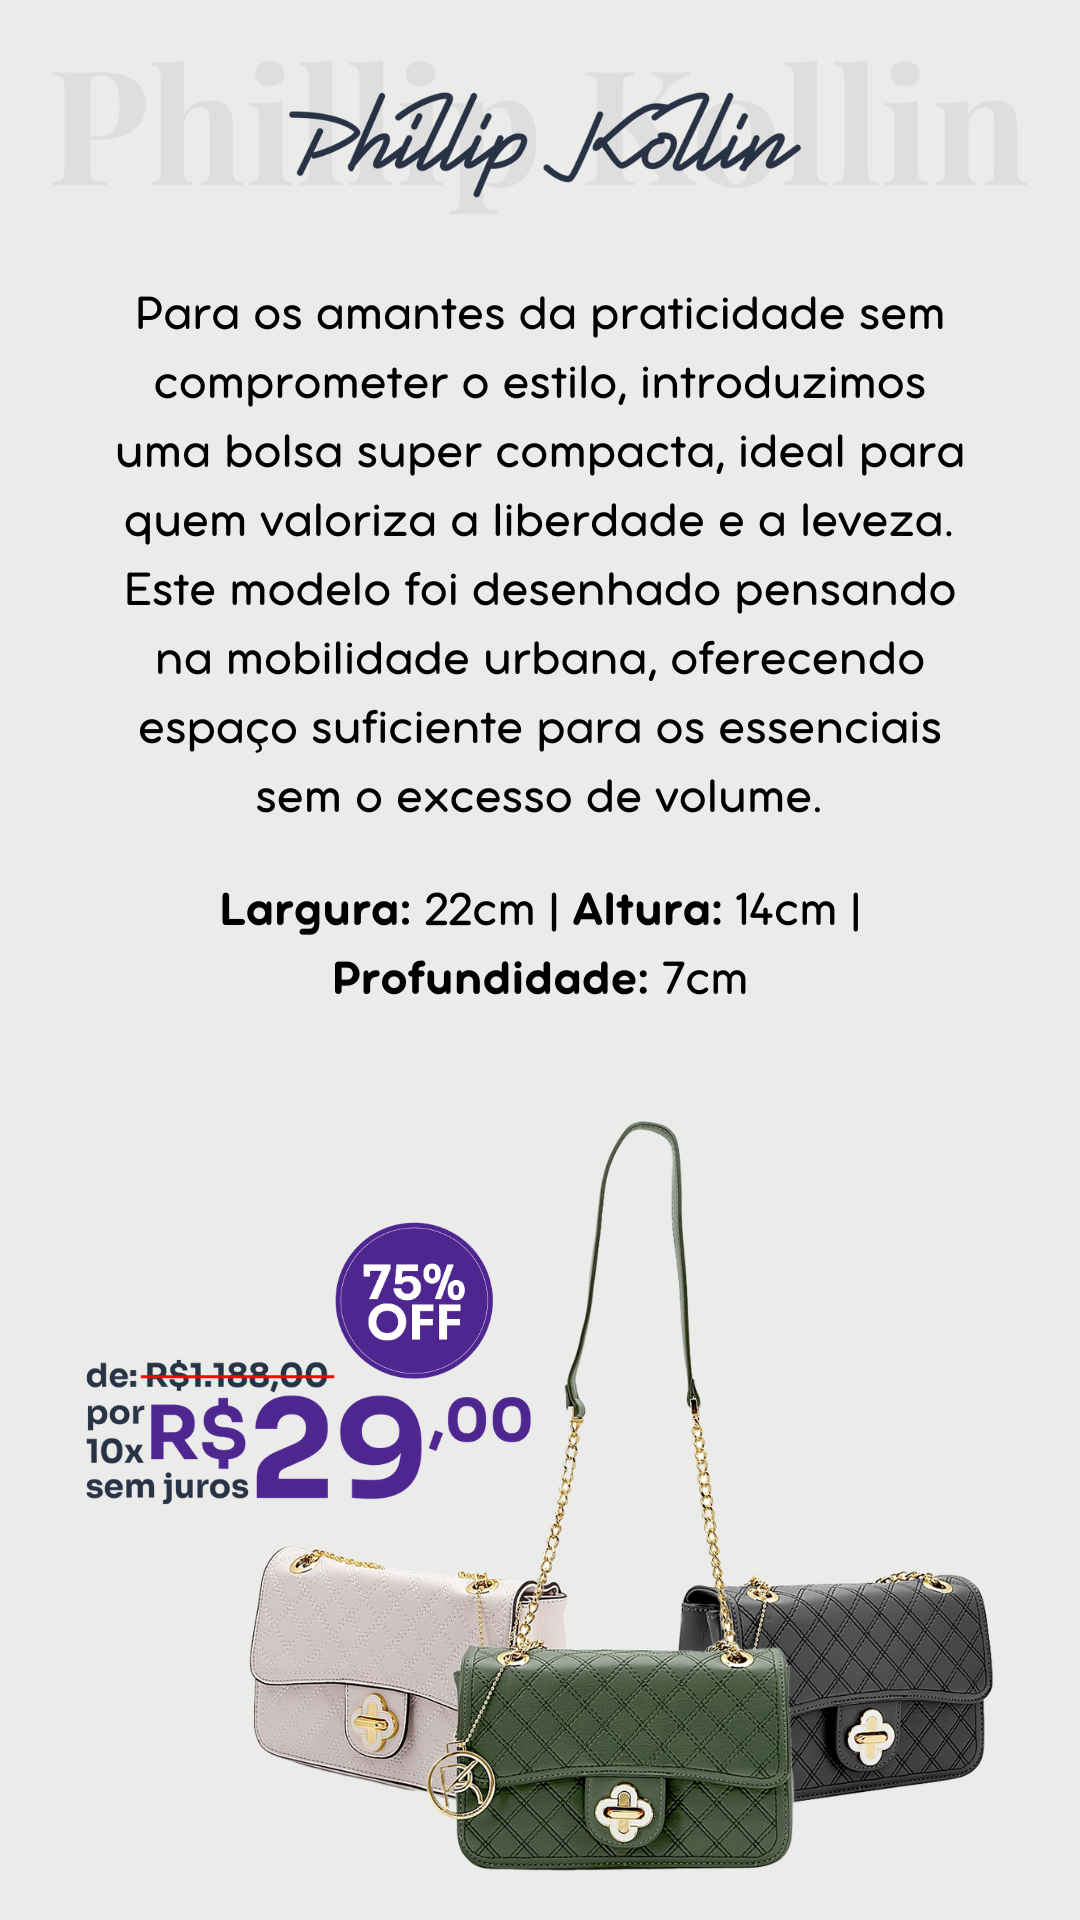 Phillip Kollin
Phillip Kollin
Para os amantes da praticidade sem
comprometer o estilo, introduzimos
uma bolsa super compacta, ideal para
quem valoriza a liberdade e a leveza.
Este modelo foi desenhado pensando
na mobilidade urbana, oferecendo
espaço suficiente para os essenciais
sem o excesso de volume.
Largura: 22cm | Altura: 14cm |
Profundidade: 7cm
75%
OFF
de: R$1.188,00
por
10x
sem juros
R$29,00